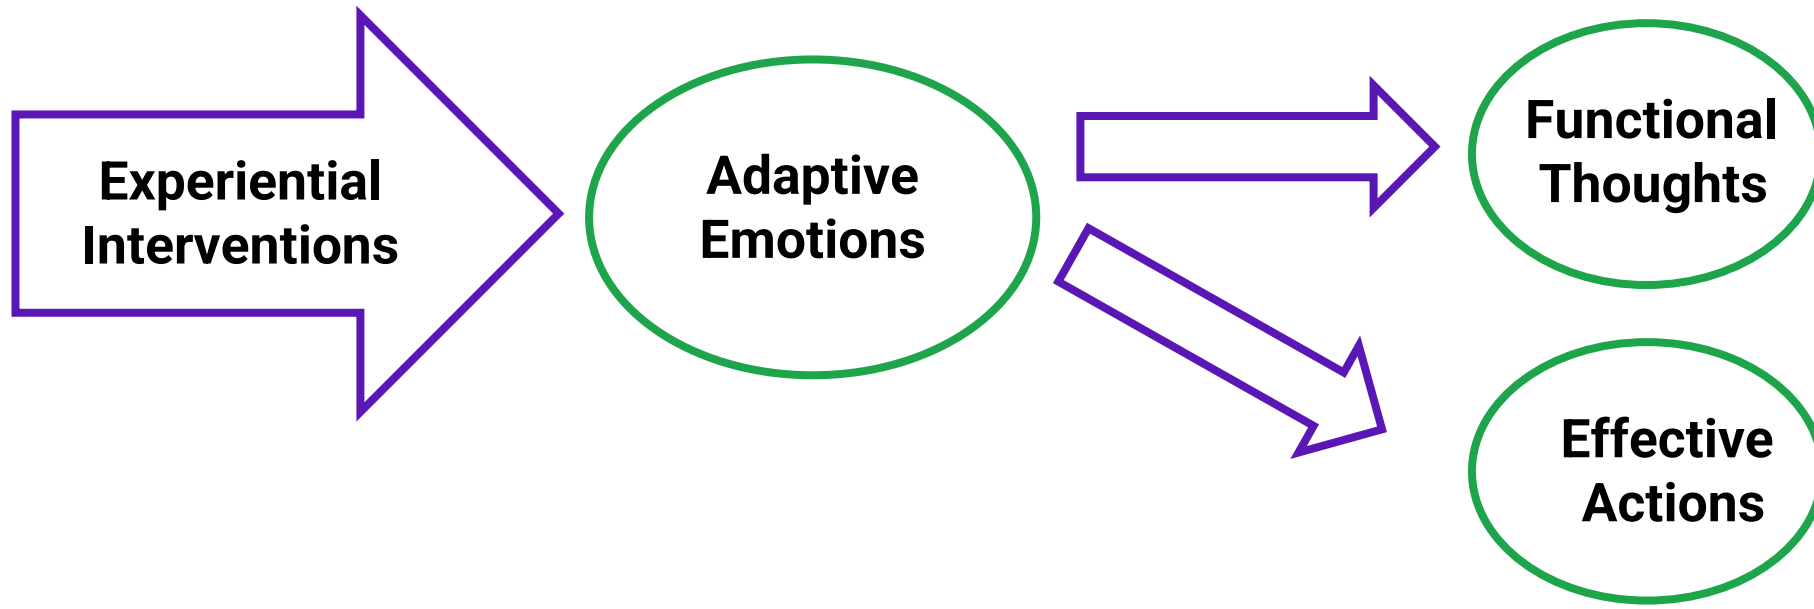 Experiential
Interventions
Adaptive
Emotions
Functional
Thoughts
Effective
Actions